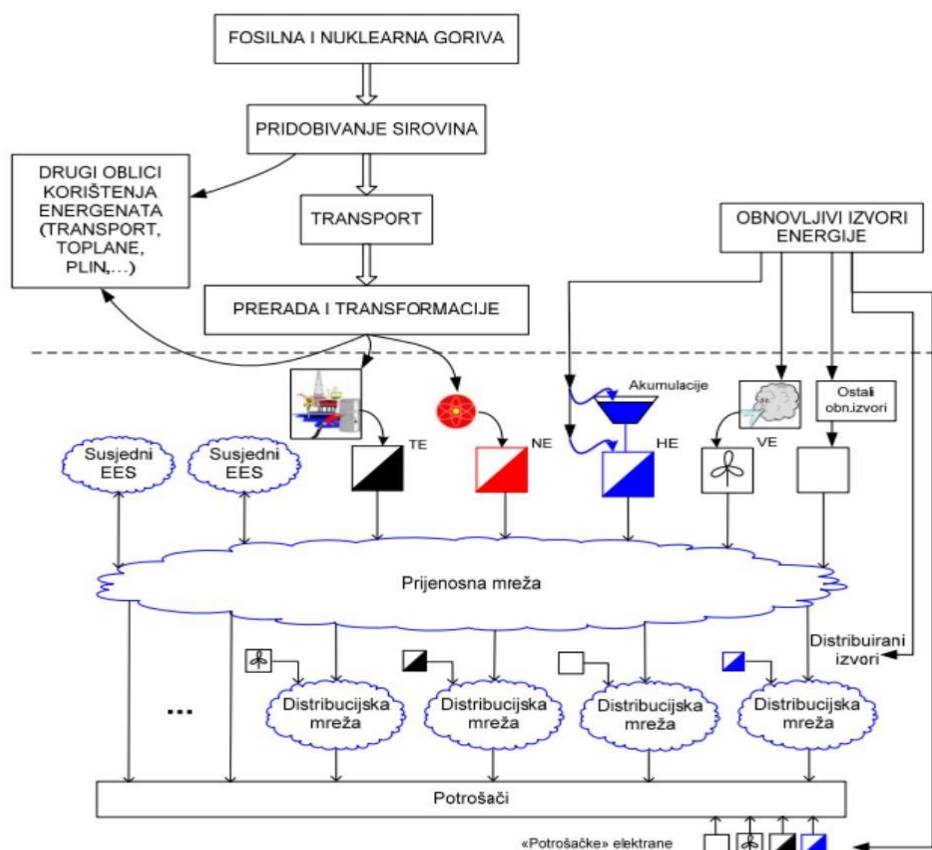 FOSILNA I NUKLEARNA GORIVA
PRIDOBIVANJE SIROVINA
DRUGI OBLICI
KORIŠTENJA
ENERGENATA
(TRANSPORT,
TOPLANE,
PLIN,...)
TRANSPORT
OBNOVLJIVI IZVORI
ENERGIJE
PRERADA I TRANSFORMACIJE
Akumulacije
Ostali
obn.izvori
TE
NE
HE
VE
Susjedni
EES
Susjedni
EES
Prijenosna mreža
Distribuirani
izvori
...
Distribucijska
mreža
Distribucijska
mreža
Distribucijska
mreža
Distribucijska
mreža
Potrošači
«Potrošačke» elektrane